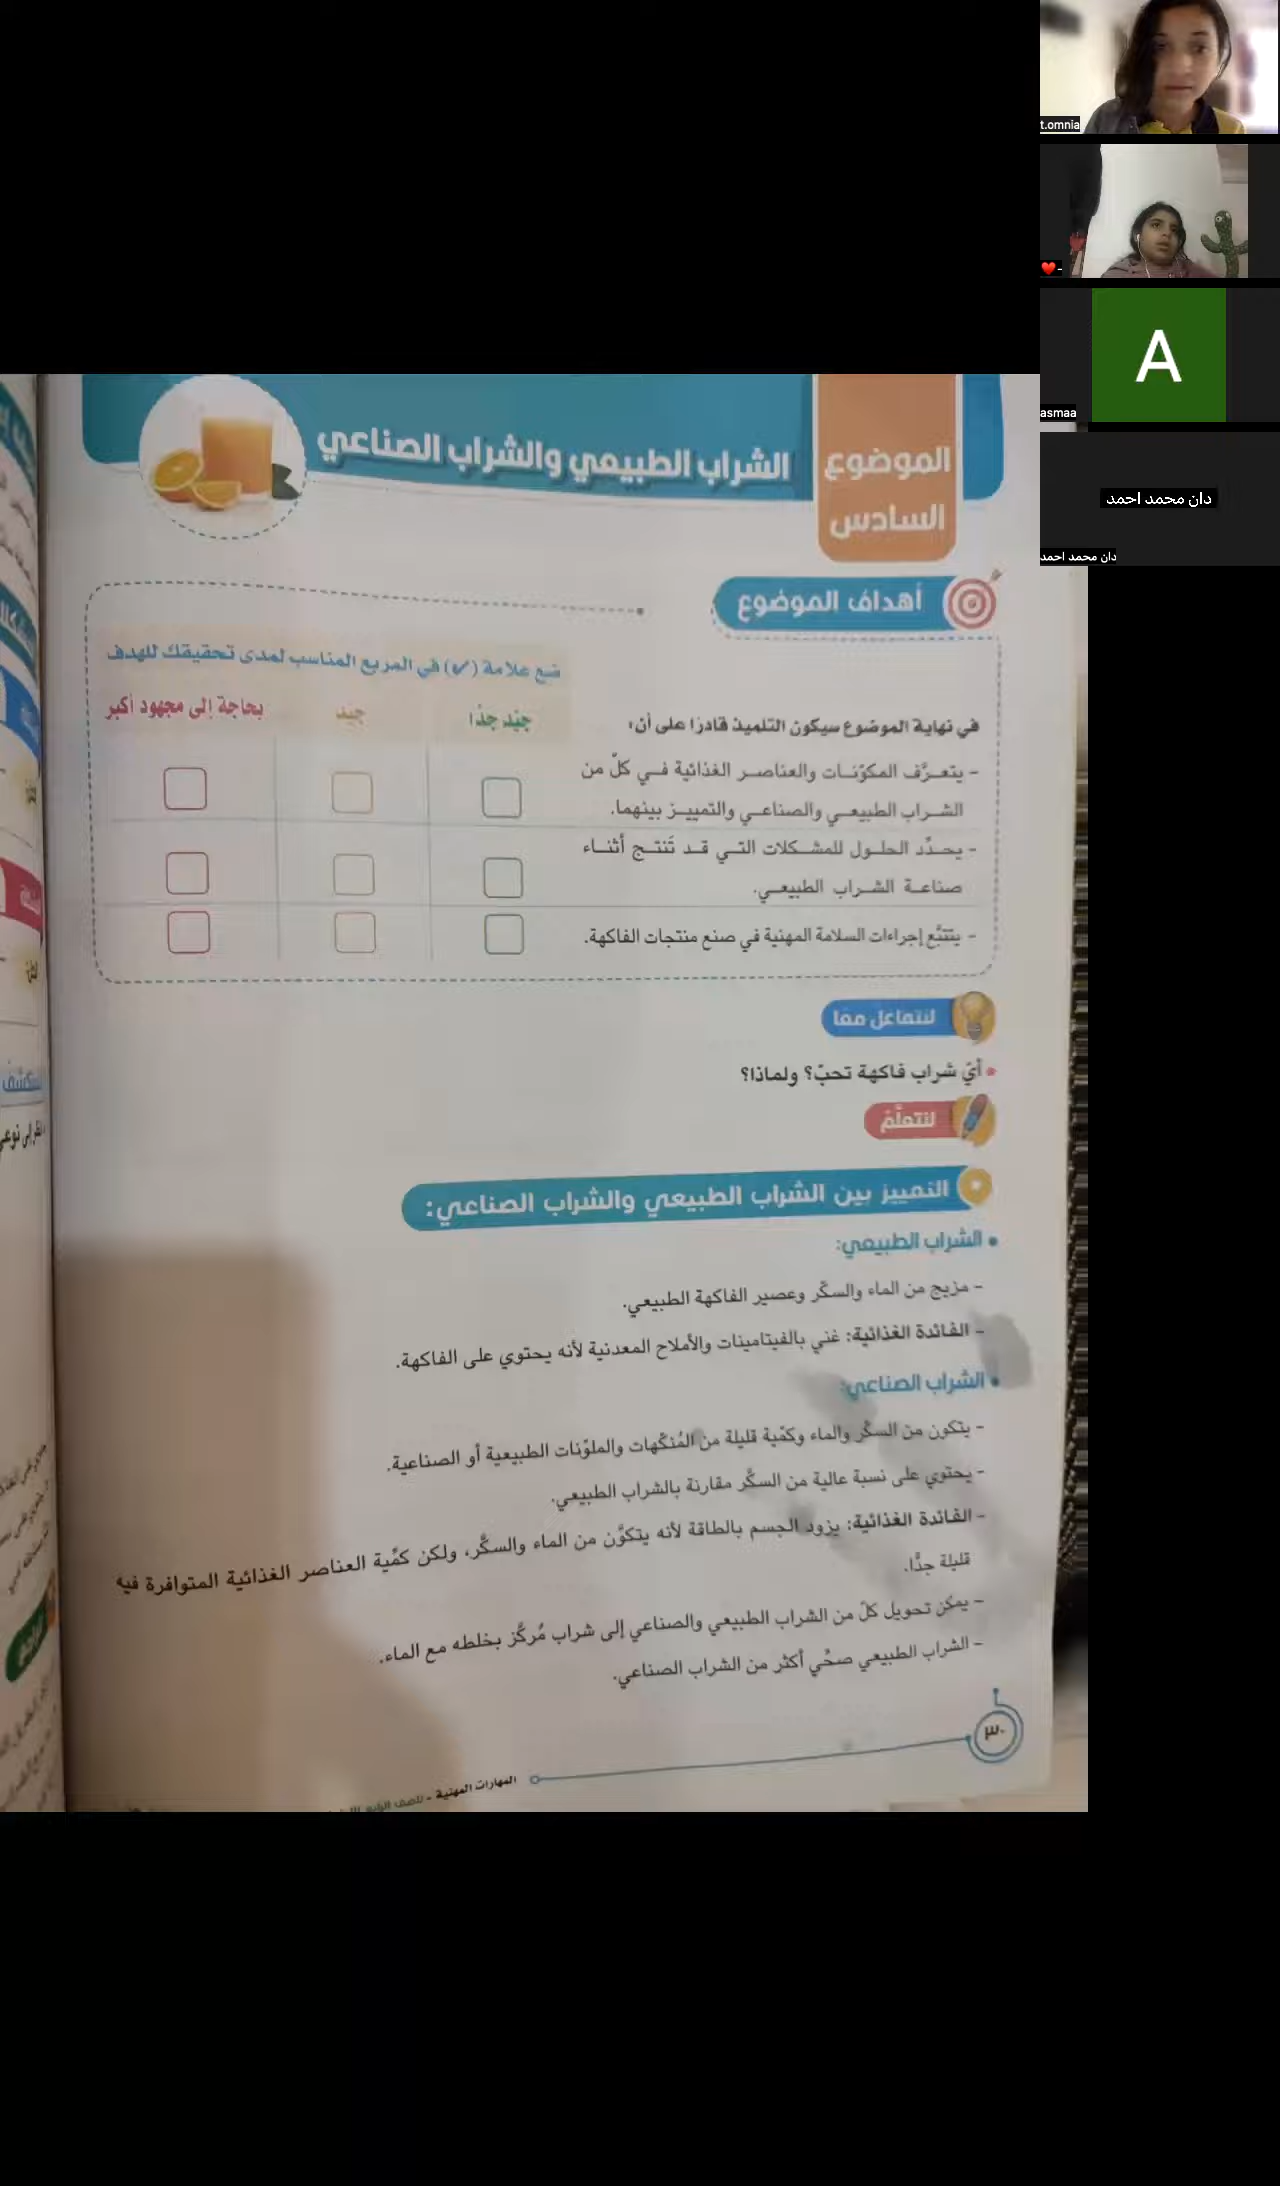 t.omnia
❤️-
A
asmaa
دان محمد احمد
دان محمد احمد
الموضوع
السادس
الشراب الطبيعي والشراب الصناعي
أهداف الموضوع
ضع علامة (✓) في المربع المناسب لمدى تحقيقك للهدف
في نهاية الموضوع سيكون التلميذ قادرًا على أن:
جيّد جدًا
جيّد
بحاجة إلى مجهود أكبر
- يتعرَّف المكوّنات والعناصر الغذائية في كلّ من
الشراب الطبيعي والصناعي والتمييز بينهما.
- يحدِّد الحلول للمشكلات التي قد تَنتج أثناء
صناعة الشراب الطبيعي.
- يتتبَّع إجراءات السلامة المهنية في صنع منتجات الفاكهة.
لنتفاعل معًا
* أيّ شراب فاكهة تحبّ؟ ولماذا؟
لنتعلَّم
التمييز بين الشراب الطبيعي والشراب الصناعي:
• الشراب الطبيعي:
- مزيج من الماء والسكّر وعصير الفاكهة الطبيعي.
- الفائدة الغذائية: غني بالفيتامينات والأملاح المعدنية لأنه يحتوي على الفاكهة.
• الشراب الصناعي:
- يتكون من السكّر والماء وكمّية قليلة من المُنكّهات والملوّنات الطبيعية أو الصناعية.
- يحتوي على نسبة عالية من السكّر مقارنة بالشراب الطبيعي.
- الفائدة الغذائية: يزود الجسم بالطاقة لأنه يتكوَّن من الماء والسكَّر، ولكن كمِّية العناصر الغذائية المتوافرة فيه
قليلة جدًّا.
- يمكن تحويل كلّ من الشراب الطبيعي والصناعي إلى شراب مُركَّز بخلطه مع الماء.
- الشراب الطبيعي صحِّي أكثر من الشراب الصناعي.
٣٠
المهارات المهنية - للصف الرابع